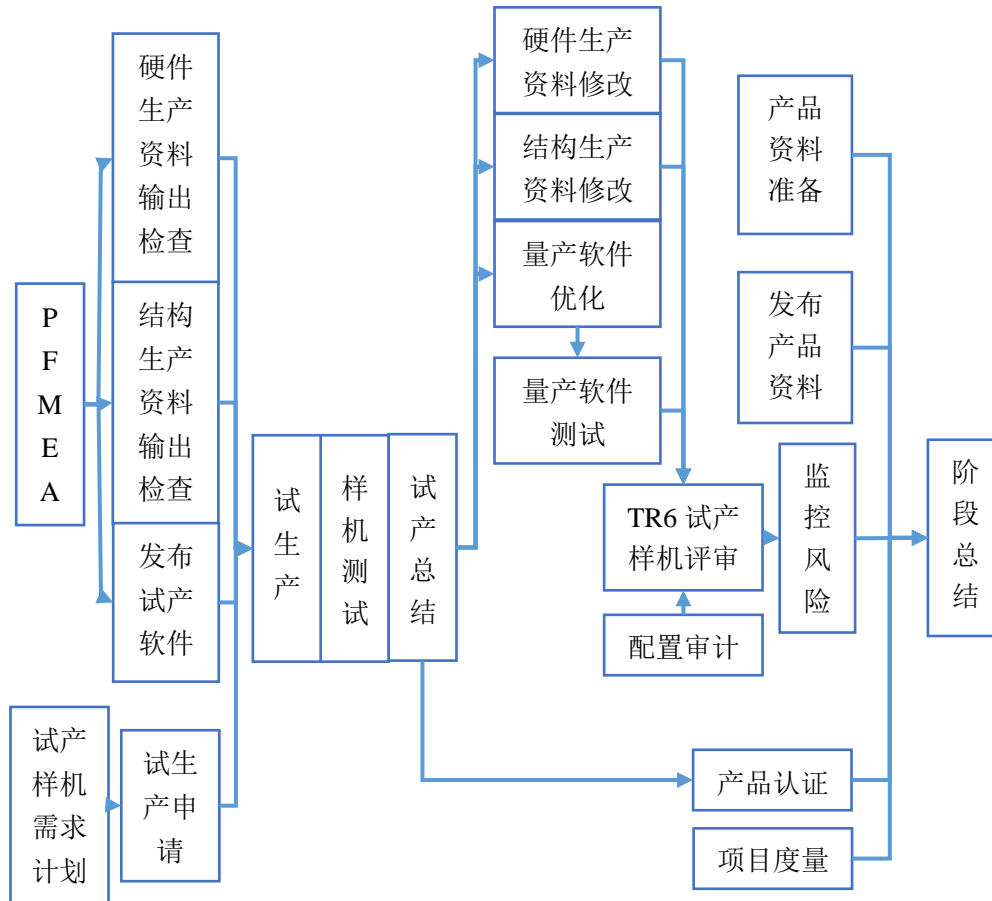 P
F
M
E
A
试产
样机
需求
计划
硬件
生产
资料
输出
检查
结构
生产
资料
输出
检查
发布
试产
软件
试生
产申
请
试
生
产
样
机
测
试
试
产
总
结
硬件生产
资料修改
结构生产
资料修改
量产软件
优化
量产软件
测试
TR6 试产
样机评审
配置审计
监
控
风
险
产品
资料
准备
发布
产品
资料
产品认证
项目度量
阶
段
总
结